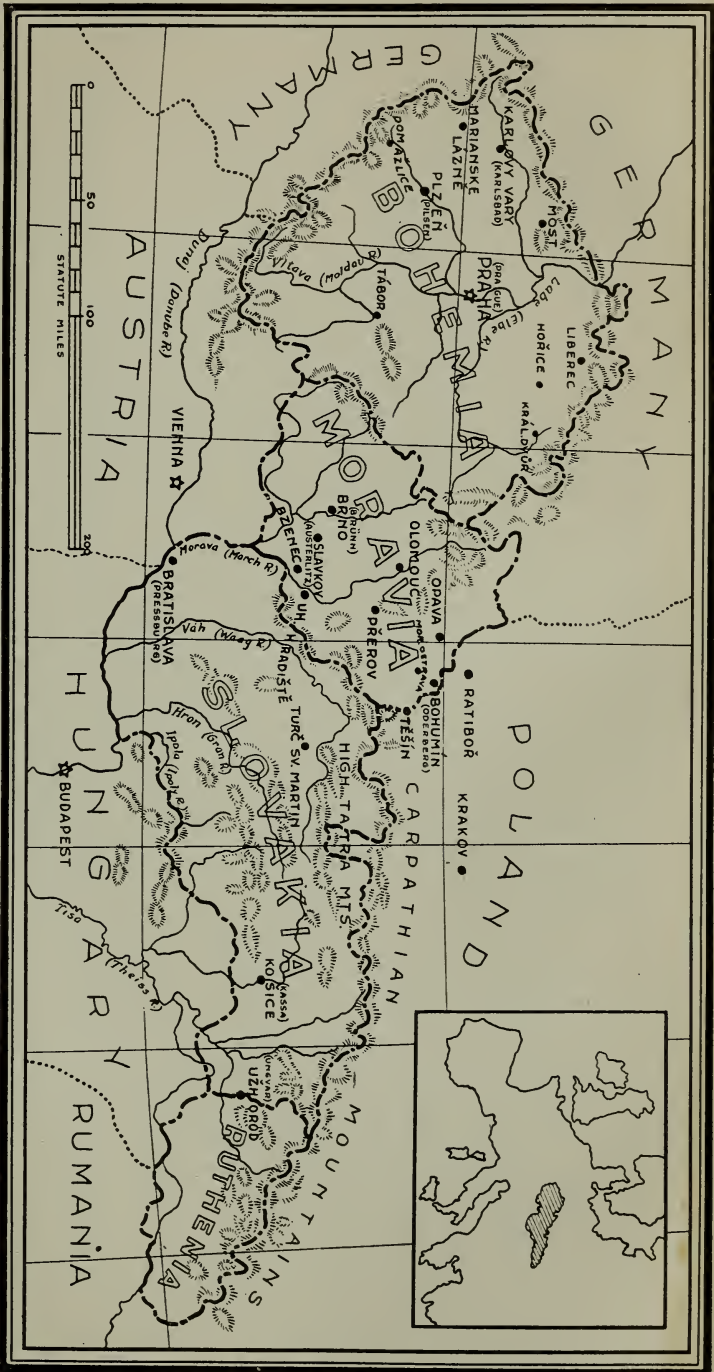 GERMANY
GERMANY
POLAND
AUSTRIA
HUNGARY
RUMANIA
BOHEMIA
MORAVIA
SLOVAKIA
RUTHENIA
CARPATHIAN MOUNTAINS
HIGH TATRA MTS.
KARLOVY VARY
(KARLSBAD)
MOST
MARIANSKE
LÁZNĚ
PLZEŇ
(PILSEN)
DOMAŽLICE
(PRAGUE)
PRAHA
Labe (Elbe R.)
LIBEREC
HOŘICE
KRÁL.DVŮR
TÁBOR
Vltava (Moldau R)
Dunaj (Danube R.)
VIENNA
(BRÜNN)
BRNO
SLAVKOV
(AUSTERLITZ)
BZENEC
UH. HRADIŠTĚ
OLOMOUC
PŘEROV
OPAVA
MOR. OSTRAVA
BOHUMÍN
(ODERBERG)
TĚŠÍN
RATIBOŘ
KRAKOV
Morava (March R)
BRATISLAVA
(PRESSBURG)
Váh (Waag R)
Hron (Gran R)
Ipola (Ipoly R)
TURČ. SV. MARTIN
BUDAPEST
Tisa (Theiss R)
(KASSA)
KOŠICE
(UNGVAR)
UŽHOROD
0 50 100 200
STATUTE MILES